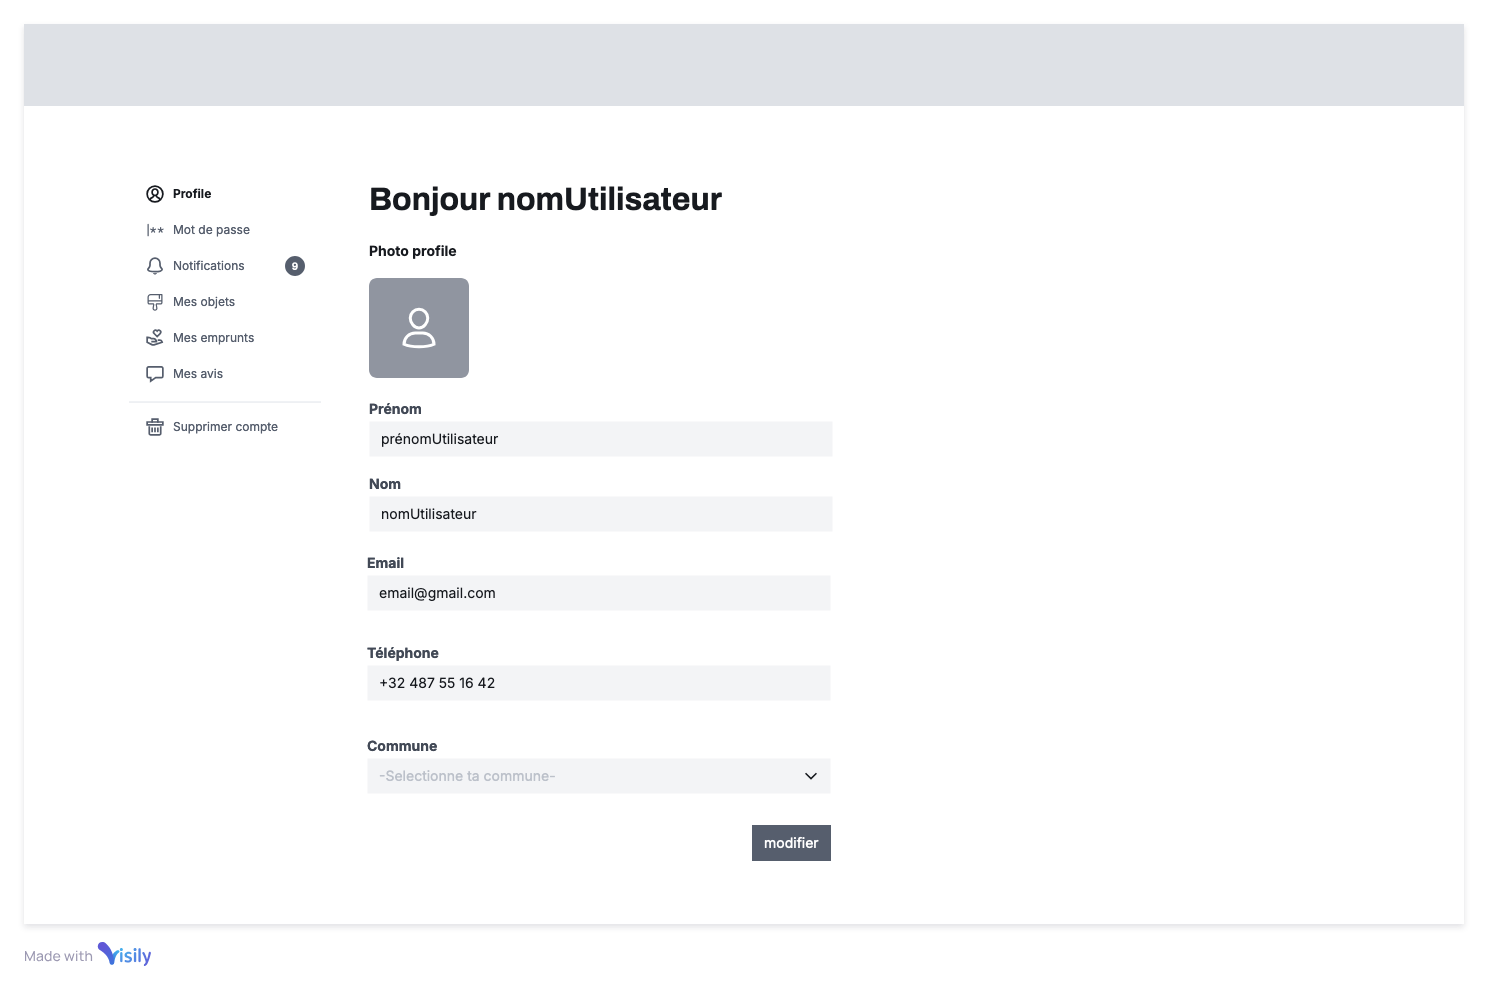 Profile
Mot de passe
Notifications 9
Mes objets
Mes emprunts
Mes avis
Supprimer compte
Bonjour nomUtilisateur
Photo profile
Prénom
prénomUtilisateur
Nom
nomUtilisateur
Email
email@gmail.com
Téléphone
+32 487 55 16 42
Commune
-Selectionne ta commune-
modifier
Made with Visily